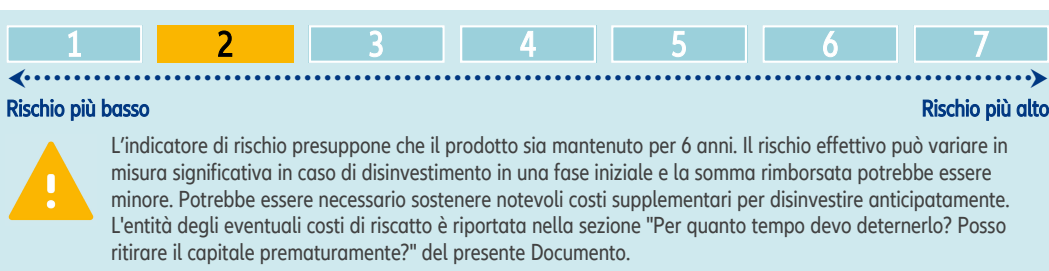 1 2 3 4 5 6 7
Rischio più basso Rischio più alto
L'indicatore di rischio presuppone che il prodotto sia mantenuto per 6 anni. Il rischio effettivo può variare in
misura significativa in caso di disinvestimento in una fase iniziale e la somma rimborsata potrebbe essere
minore. Potrebbe essere necessario sostenere notevoli costi supplementari per disinvestire anticipatamente.
L'entità degli eventuali costi di riscatto è riportata nella sezione "Per quanto tempo devo deternerlo? Posso
ritirare il capitale prematuramente?" del presente Documento.